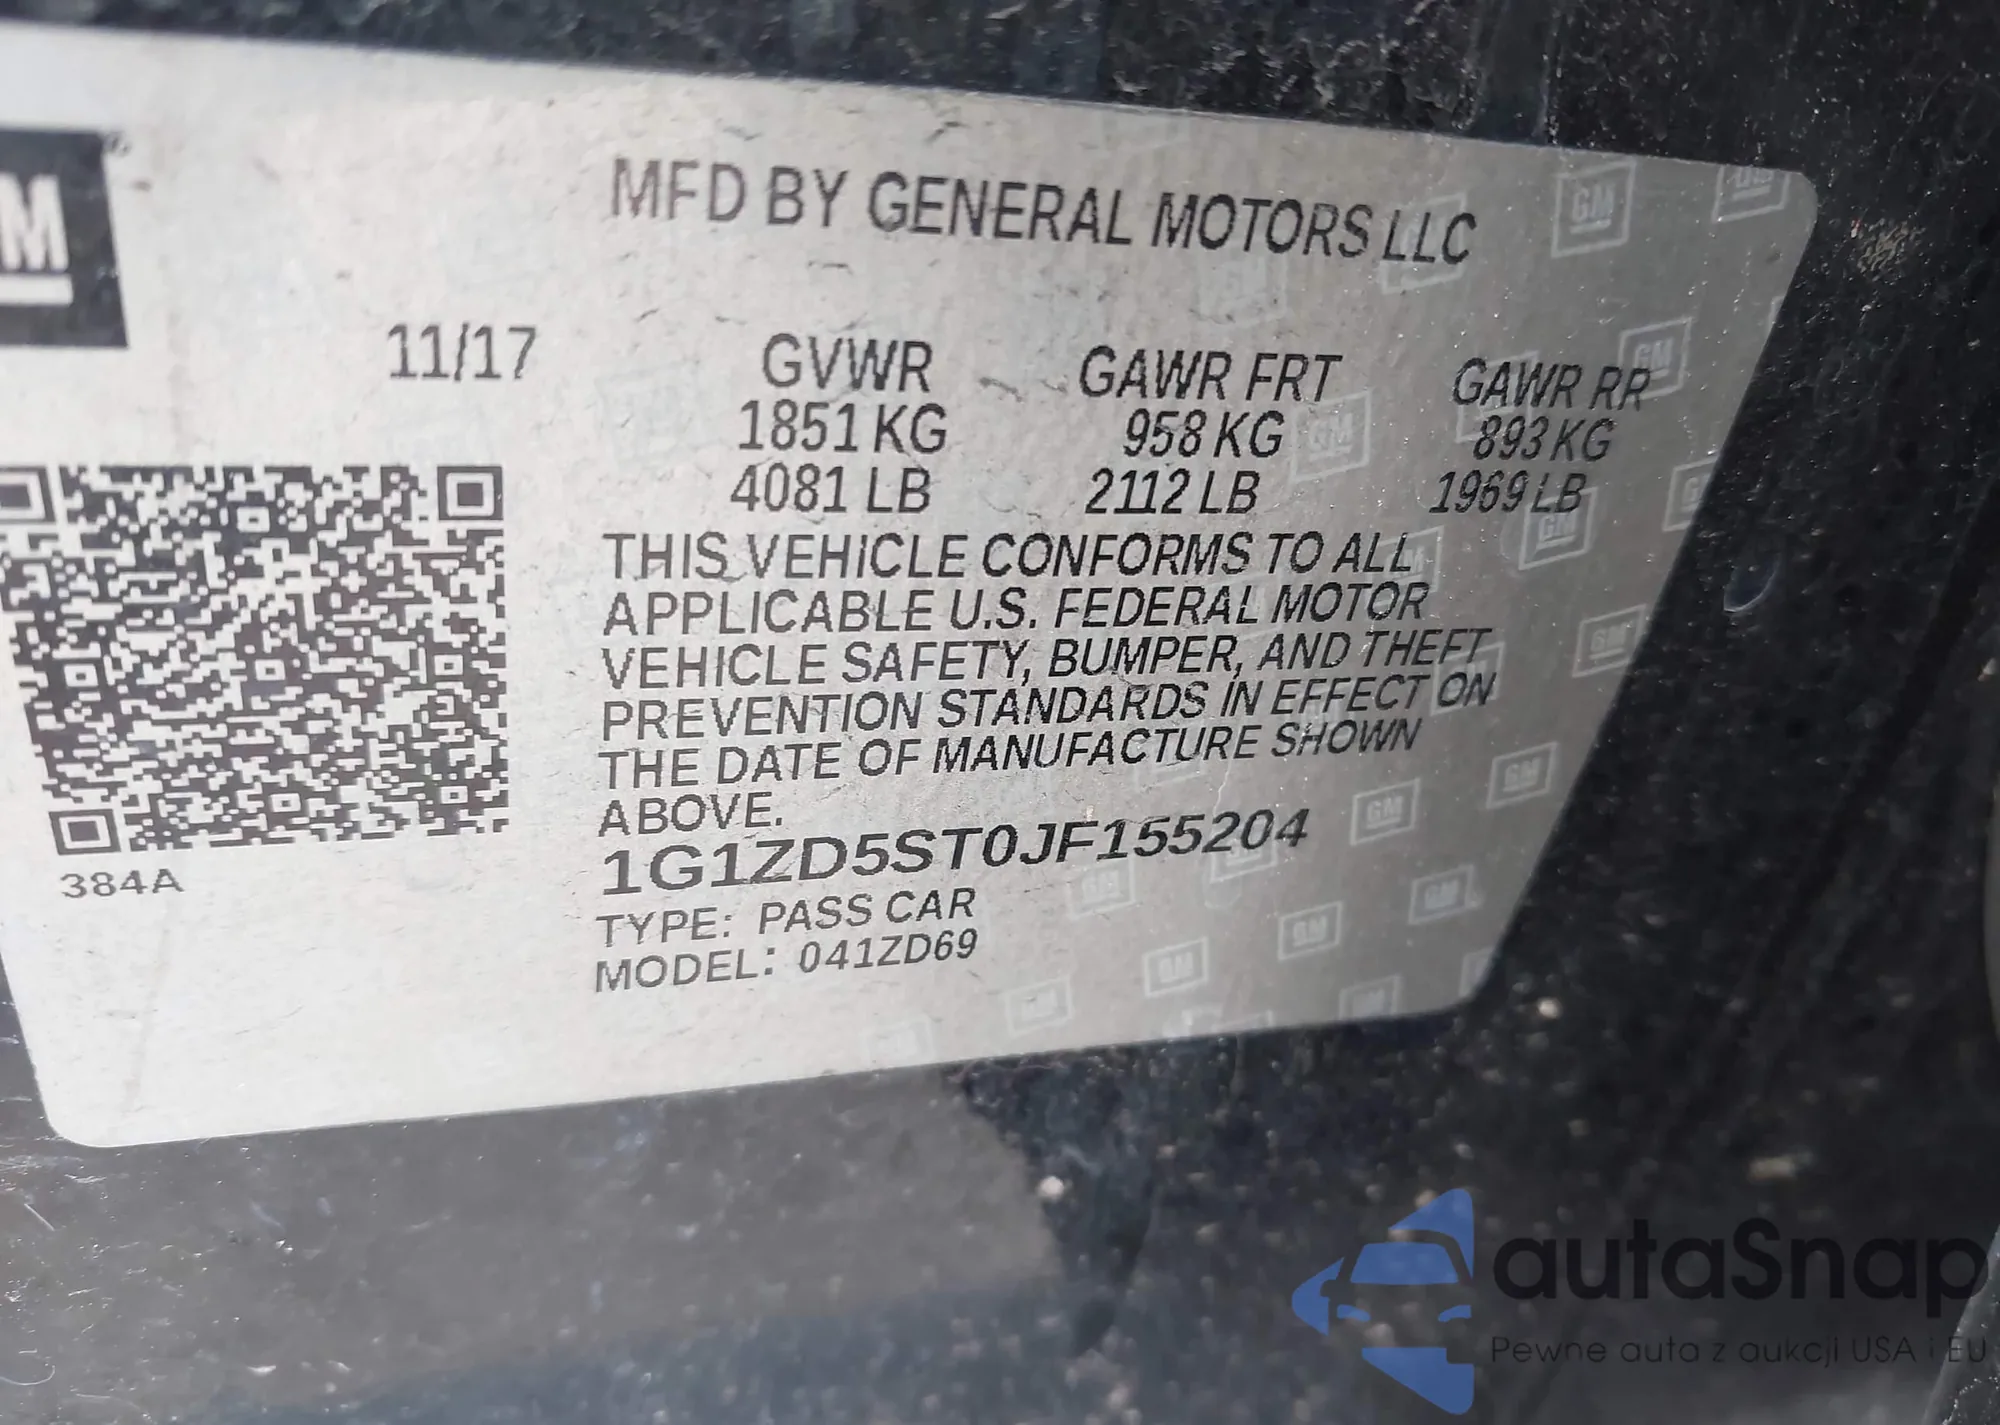 GM
MFD BY GENERAL MOTORS LLC
11/17
GVWR GAWR FRT GAWR RR
1851 KG 958 KG 893 KG
4081 LB 2112 LB 1969 LB
THIS VEHICLE CONFORMS TO ALL
APPLICABLE U.S. FEDERAL MOTOR
VEHICLE SAFETY, BUMPER, AND THEFT
PREVENTION STANDARDS IN EFFECT ON
THE DATE OF MANUFACTURE SHOWN
ABOVE.
1G1ZD5ST0JF155204
384A
TYPE: PASS CAR
MODEL: 041ZD69
autaSnap
Pewne auta z aukcji USA i EU